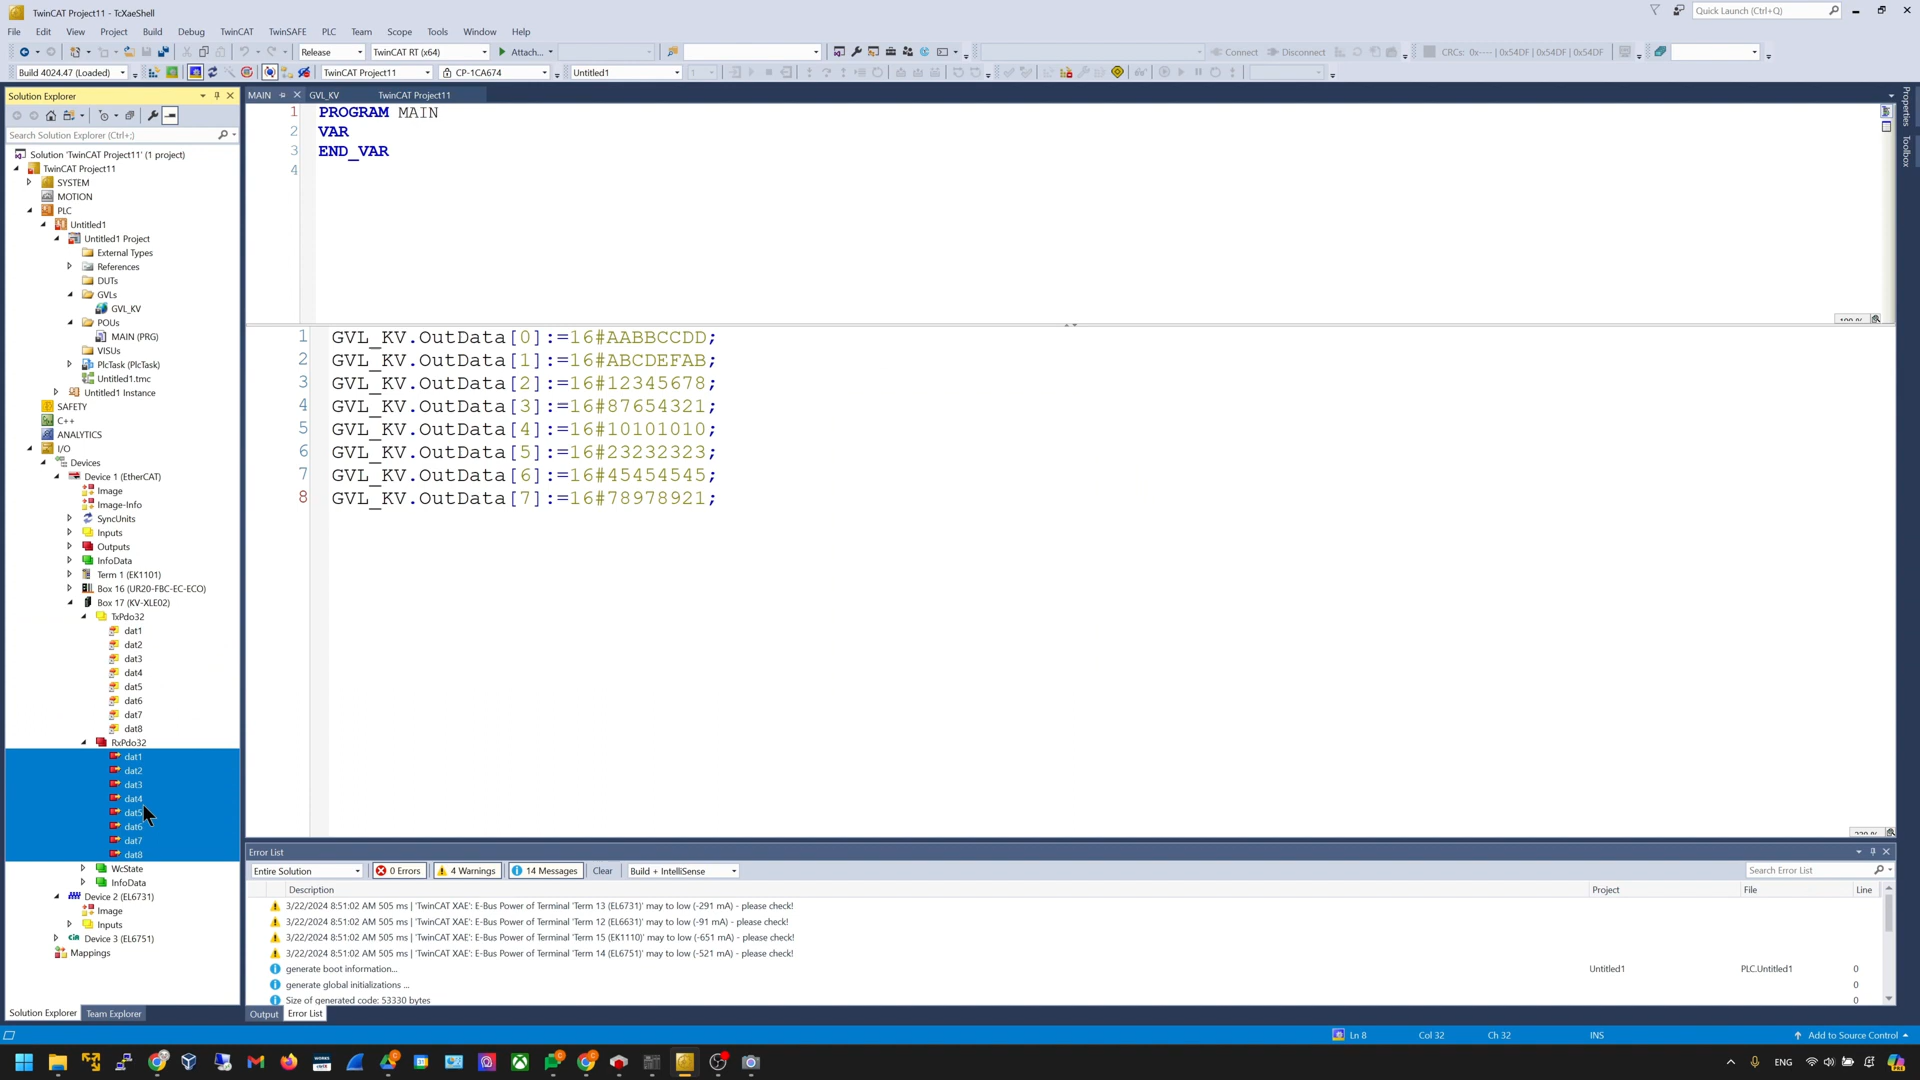 TwinCAT Project11 - TcXaeShell
Quick Launch (Ctrl+Q)
File Edit View Project Build Debug TwinCAT TwinSAFE PLC Team Scope Tools Window Help
Release TwinCAT RT (x64) Attach... Connect Disconnect CRCs: 0x---- | 0x54DF | 0x54DF | 0x54DF
Build 4024.47 (Loaded) TwinCAT Project11 CP-1CA674 Untitled1 1
Solution Explorer
Search Solution Explorer (Ctrl+;)
Solution 'TwinCAT Project11' (1 project)
TwinCAT Project11
SYSTEM
MOTION
PLC
Untitled1
Untitled1 Project
External Types
References
DUTs
GVLs
GVL_KV
POUs
MAIN (PRG)
VISUs
PlcTask (PlcTask)
Untitled1.tmc
Untitled1 Instance
SAFETY
C++
ANALYTICS
I/O
Devices
Device 1 (EtherCAT)
Image
Image-Info
SyncUnits
Inputs
Outputs
InfoData
Term 1 (EK1101)
Box 16 (UR20-FBC-EC-ECO)
Box 17 (KV-XLE02)
TxPdo32
dat1
dat2
dat3
dat4
dat5
dat6
dat7
dat8
RxPdo32
dat1
dat2
dat3
dat4
dat5
dat6
dat7
dat8
WcState
InfoData
Device 2 (EL6731)
Image
Inputs
Device 3 (EL6751)
Mappings
Solution Explorer Team Explorer
MAIN GVL_KV TwinCAT Project11
1 PROGRAM MAIN
2 VAR
3 END_VAR
4
1 GVL_KV.OutData[0]:=16#AABBCCDD;
2 GVL_KV.OutData[1]:=16#ABCDEFAB;
3 GVL_KV.OutData[2]:=16#12345678;
4 GVL_KV.OutData[3]:=16#87654321;
5 GVL_KV.OutData[4]:=16#10101010;
6 GVL_KV.OutData[5]:=16#23232323;
7 GVL_KV.OutData[6]:=16#45454545;
8 GVL_KV.OutData[7]:=16#78978921;
Properties
Toolbox
Error List
Entire Solution 0 Errors 4 Warnings 14 Messages Clear Build + IntelliSense Search Error List
Description Project File Line
3/22/2024 8:51:02 AM 505 ms | 'TwinCAT XAE': E-Bus Power of Terminal 'Term 13 (EL6731)' may to low (-291 mA) - please check!
3/22/2024 8:51:02 AM 505 ms | 'TwinCAT XAE': E-Bus Power of Terminal 'Term 12 (EL6631)' may to low (-91 mA) - please check!
3/22/2024 8:51:02 AM 505 ms | 'TwinCAT XAE': E-Bus Power of Terminal 'Term 15 (EK1110)' may to low (-651 mA) - please check!
3/22/2024 8:51:02 AM 505 ms | 'TwinCAT XAE': E-Bus Power of Terminal 'Term 14 (EL6751)' may to low (-521 mA) - please check!
generate boot information... Untitled1 PLC.Untitled1 0
generate global initializations ... 0
Size of generated code: 53330 bytes 0
Output Error List
Ln 8 Col 32 Ch 32 INS Add to Source Control
ENG